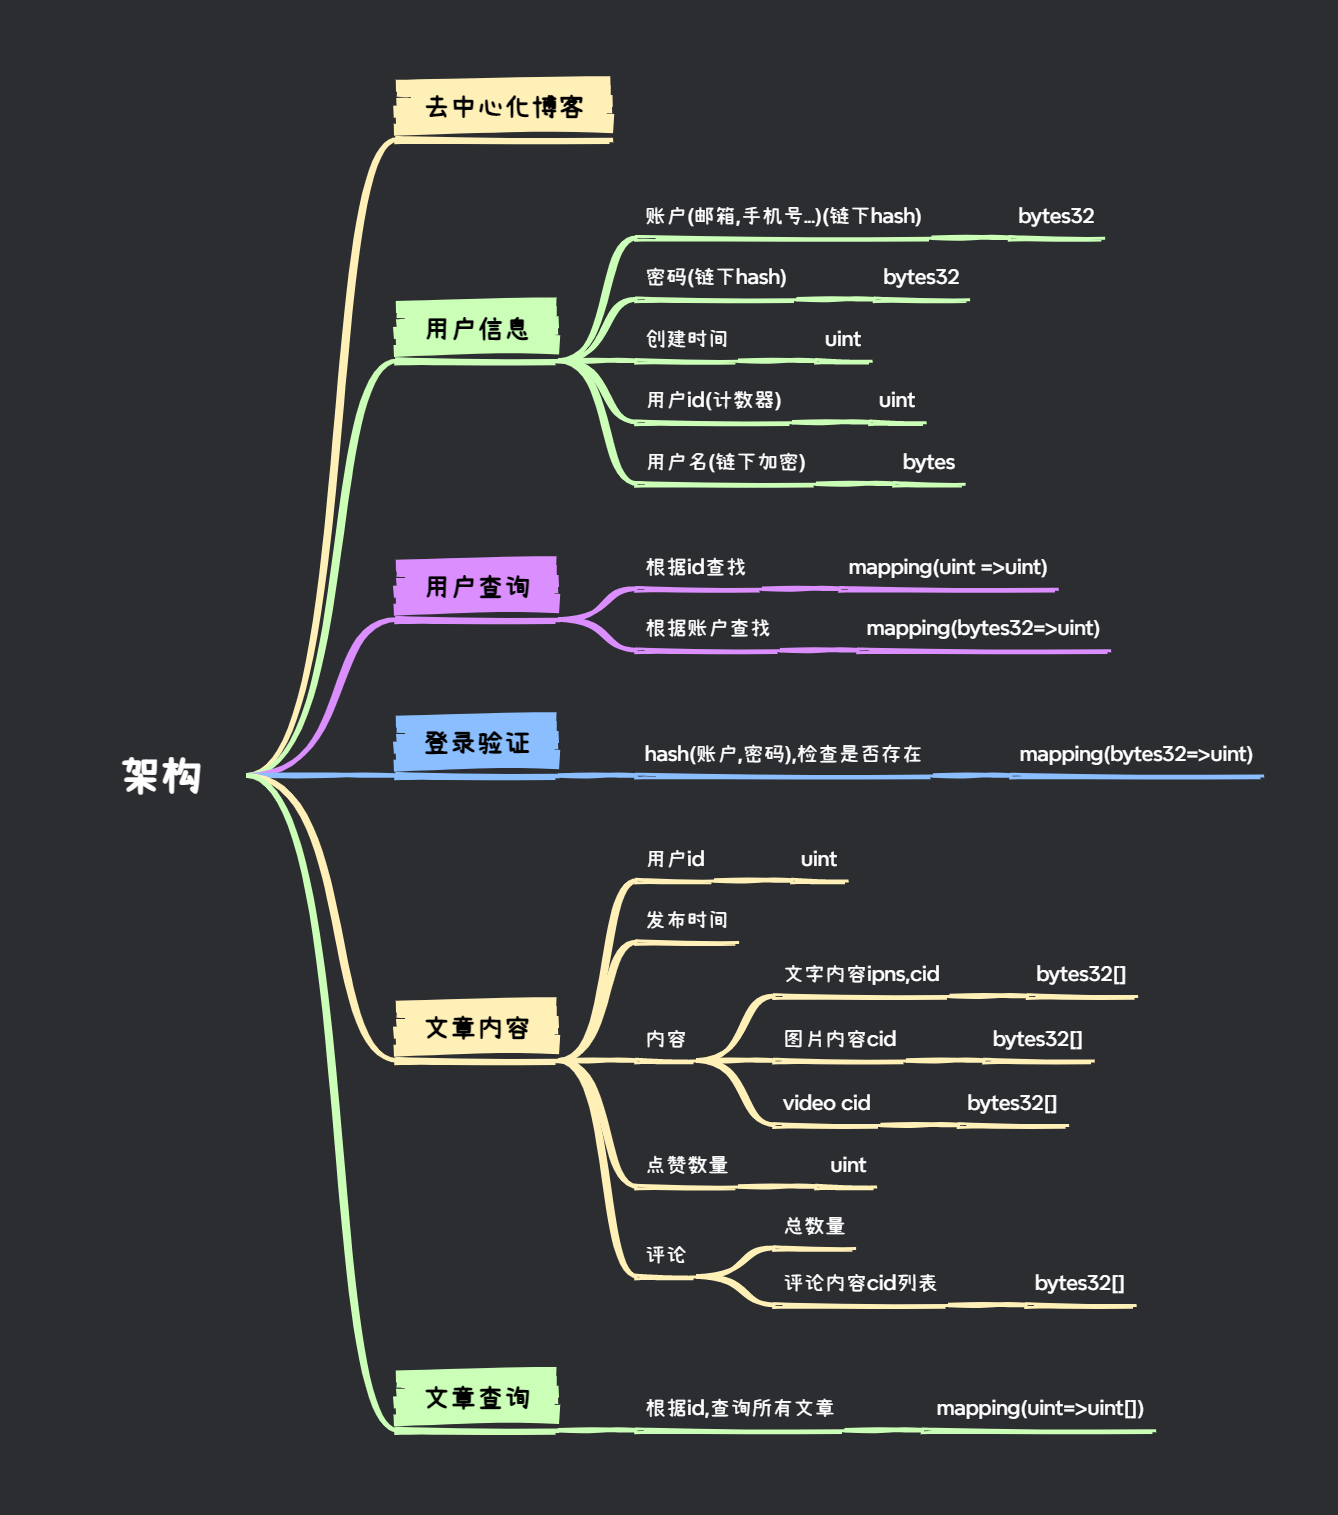 架构
去中心化博客
用户信息
账户(邮箱,手机号...)(链下hash) bytes32
密码(链下hash) bytes32
创建时间 uint
用户id(计数器) uint
用户名(链下加密) bytes
用户查询
根据id查找 mapping(uint =>uint)
根据账户查找 mapping(bytes32=>uint)
登录验证
hash(账户,密码),检查是否存在 mapping(bytes32=>uint)
文章内容
用户id uint
发布时间
内容
文字内容ipns,cid bytes32[]
图片内容cid bytes32[]
video cid bytes32[]
点赞数量 uint
评论
总数量
评论内容cid列表 bytes32[]
文章查询
根据id,查询所有文章 mapping(uint=>uint[])